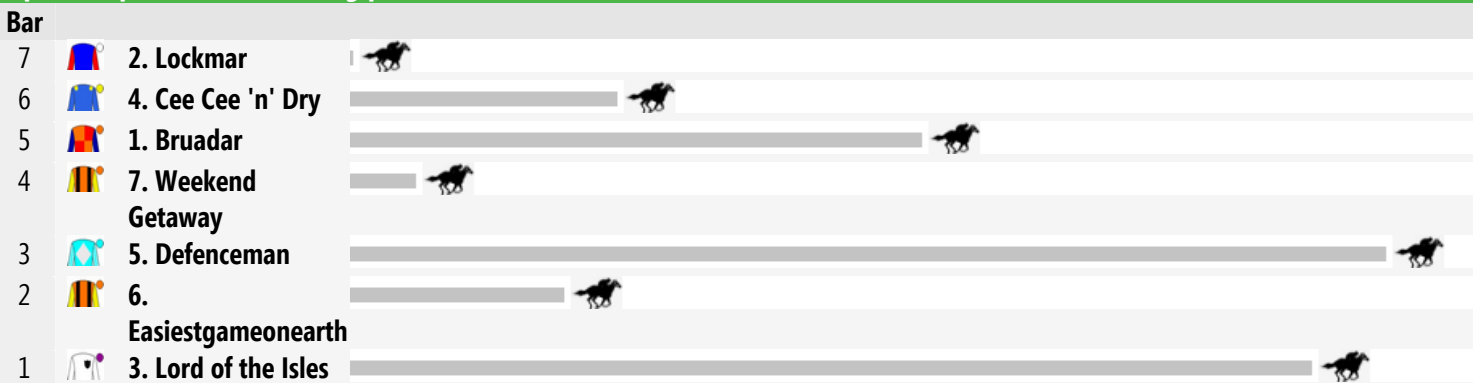 Bar
7 2. Lockmar
6 4. Cee Cee 'n' Dry
5 1. Bruadar
4 7. Weekend
Getaway
3 5. Defenceman
2 6.
Easiestgameonearth
1 3. Lord of the Isles